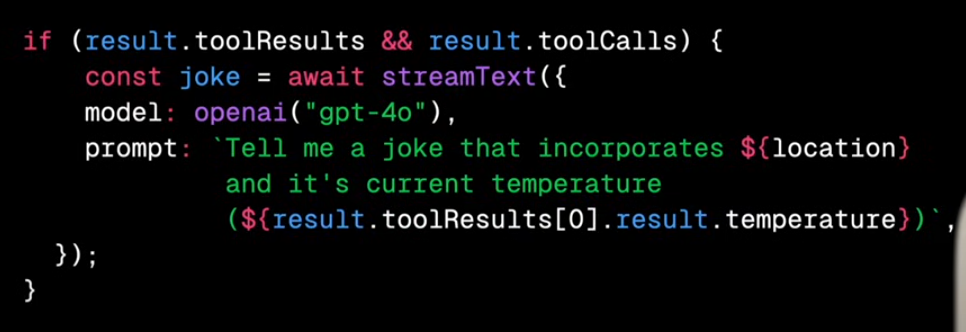 if (result.toolResults && result.toolCalls) {
const joke = await streamText({
model: openai("gpt-4o"),
prompt: `Tell me a joke that incorporates ${location}
and it's current temperature
(${result.toolResults[0].result.temperature})`,
});
}